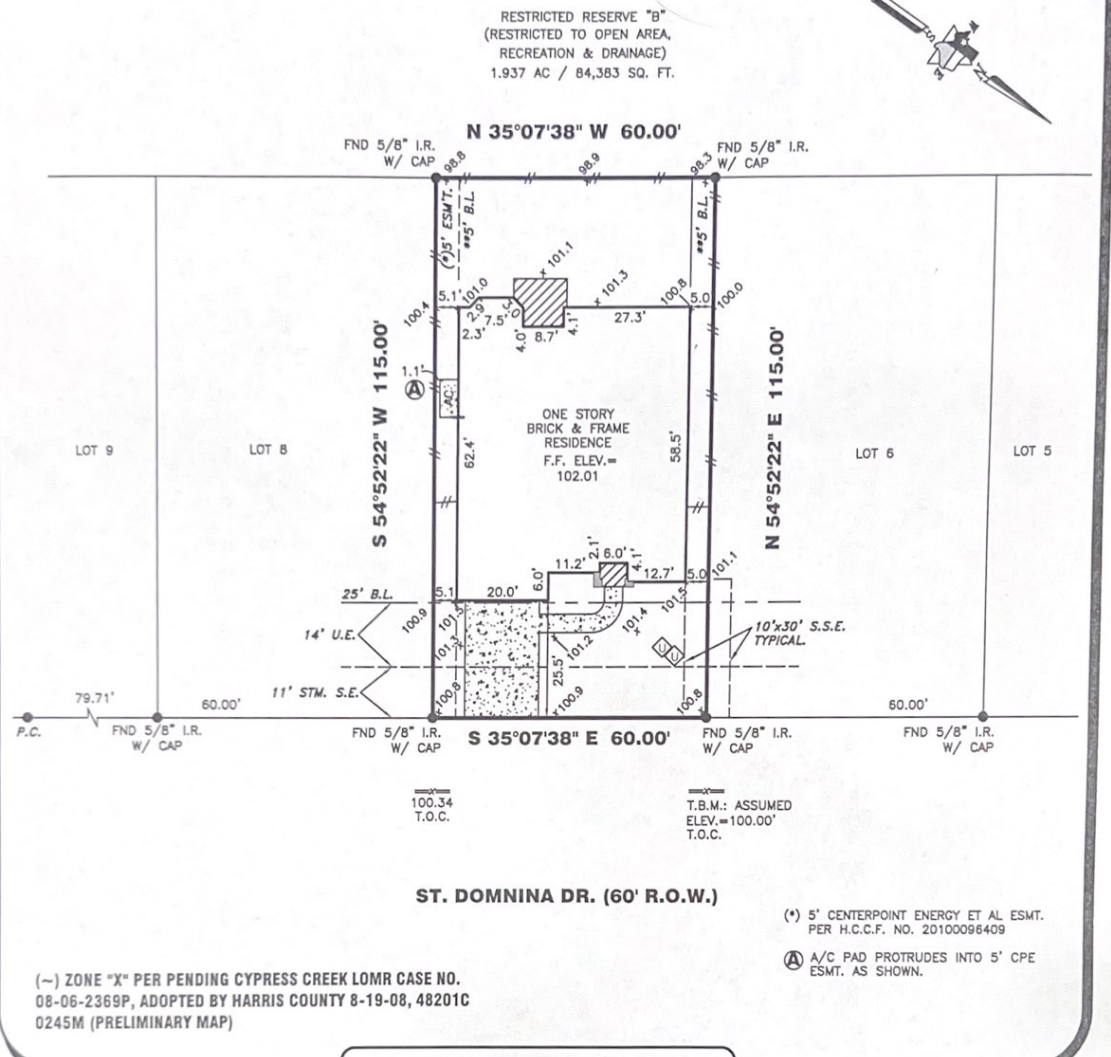 RESTRICTED RESERVE "B"
(RESTRICTED TO OPEN AREA,
RECREATION & DRAINAGE)
1.937 AC / 84,383 SQ. FT.
N 35°07'38" W 60.00'
FND 5/8" I.R.
W/ CAP
FND 5/8" I.R.
W/ CAP
98.8
98.9
98.3
(*)5' ESM'T.
**5' B.L.
**5' B.L.
101.1
101.0
101.3
100.8
100.0
100.4
5.1'
2.9'
7.5'
3.0'
2.3'
4.0'
8.7'
4.1'
27.3'
5.0
1.1'
A
AC
S 54°52'22" W 115.00'
N 54°52'22" E 115.00'
ONE STORY
BRICK & FRAME
RESIDENCE
F.F. ELEV.=
102.01
62.4'
58.5'
LOT 9
LOT 8
LOT 6
LOT 5
11.2'
2.1'
6.0'
4.1'
12.7'
5.0
101.1
6.0'
20.0'
5.1
25' B.L.
100.9
101.5
101.3
101.5
101.4
101.2
14' U.E.
10'x30' S.S.E.
TYPICAL.
U
U
25.5'
11' STM. S.E.
100.8
100.9
100.8
79.71'
60.00'
60.00'
P.C.
FND 5/8" I.R.
W/ CAP
FND 5/8" I.R.
W/ CAP
S 35°07'38" E 60.00'
FND 5/8" I.R.
W/ CAP
FND 5/8" I.R.
W/ CAP
100.34
T.O.C.
T.B.M.: ASSUMED
ELEV.=100.00'
T.O.C.
ST. DOMNINA DR. (60' R.O.W.)
(*) 5' CENTERPOINT ENERGY ET AL ESMT.
PER H.C.C.F. NO. 20100096409
A A/C PAD PROTRUDES INTO 5' CPE
ESMT. AS SHOWN.
(~) ZONE "X" PER PENDING CYPRESS CREEK LOMR CASE NO.
08-06-2369P, ADOPTED BY HARRIS COUNTY 8-19-08, 48201C
0245M (PRELIMINARY MAP)